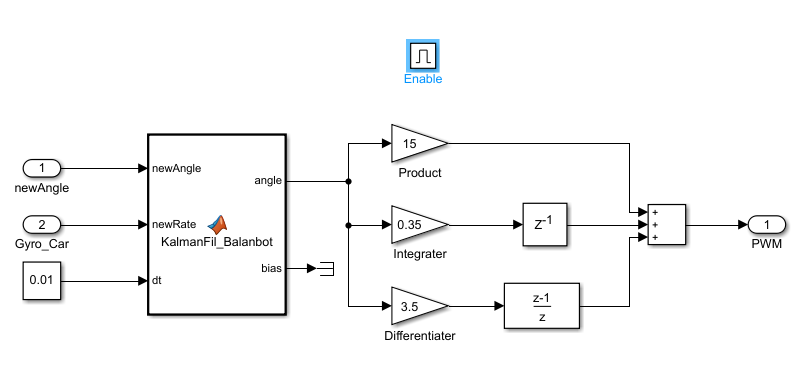 Enable
1
newAngle
2
Gyro_Car
0.01
newAngle
newRate
dt
KalmanFil_Balanbot
angle
bias
15
Product
0.35
Integrater
3.5
Differentiater
Z-1
z-1
z
+
+
+
1
PWM